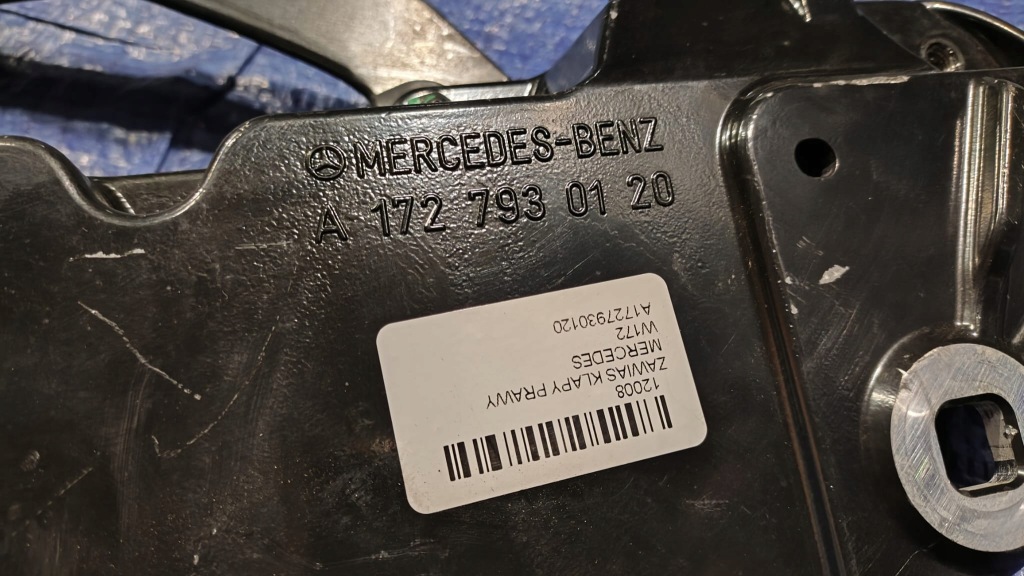 MERCEDES-BENZ
A 172 793 01 20
12008
ZAWIAS KLAPY PRAWY
MERCEDES
W172
A1727930120